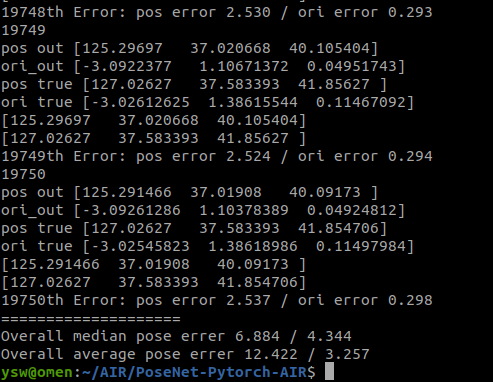 19748th Error: pos error 2.530 / ori error 0.293
19749
pos out [125.29697 37.020668 40.105404]
ori_out [-3.0922377 1.10671372 0.04951743]
pos true [127.02627 37.583393 41.85627 ]
ori true [-3.02612625 1.38615544 0.11467092]
[125.29697 37.020668 40.105404]
[127.02627 37.583393 41.85627 ]
19749th Error: pos error 2.524 / ori error 0.294
19750
pos out [125.291466 37.01908 40.09173 ]
ori_out [-3.09261286 1.10378389 0.04924812]
pos true [127.02627 37.583393 41.854706]
ori true [-3.02545823 1.38618986 0.11497984]
[125.291466 37.01908 40.09173 ]
[127.02627 37.583393 41.854706]
19750th Error: pos error 2.537 / ori error 0.298
====================
Overall median pose errer 6.884 / 4.344
Overall average pose errer 12.422 / 3.257
ysw@omen:~/AIR/PoseNet-Pytorch-AIR$